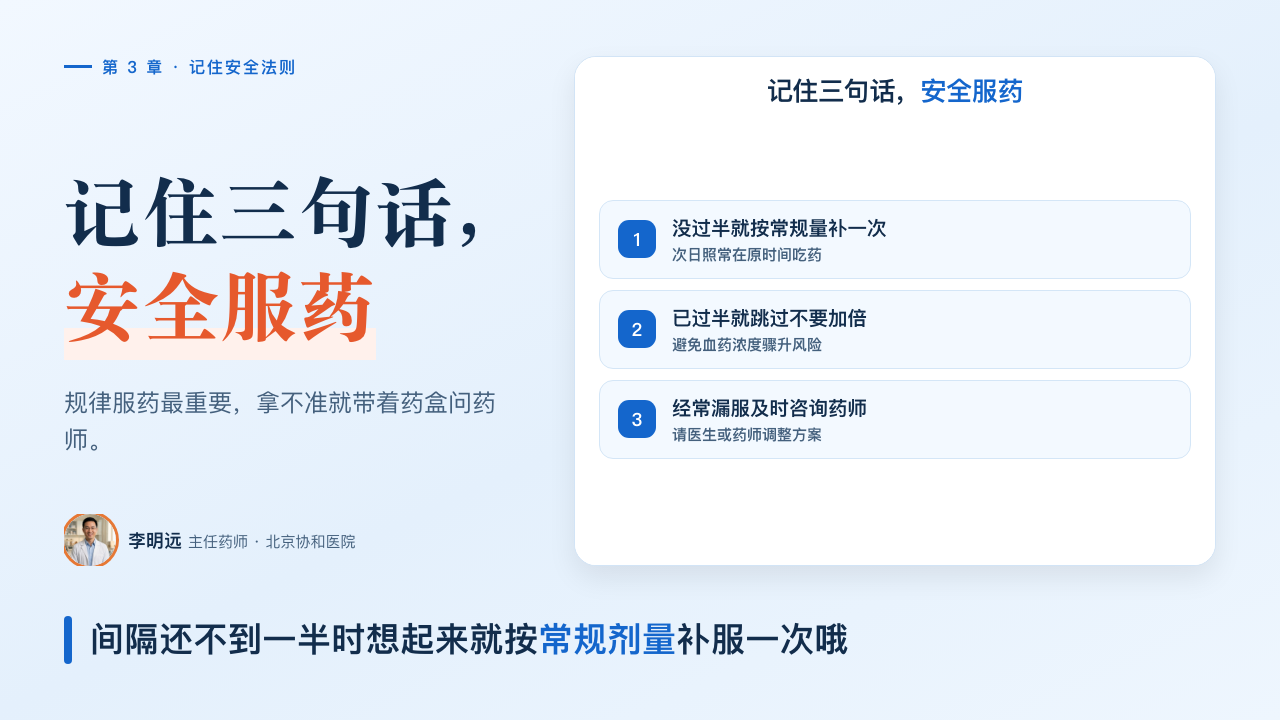 第 3 章 · 记住安全法则
记住三句话，
安全服药
规律服药最重要，拿不准就带着药盒问药
师。
李明远 主任药师 · 北京协和医院
记住三句话，安全服药
1
没过半就按常规量补一次
次日照常在原时间吃药
2
已过半就跳过不要加倍
避免血药浓度骤升风险
3
经常漏服及时咨询药师
请医生或药师调整方案
间隔还不到一半时想起来就按常规剂量补服一次哦